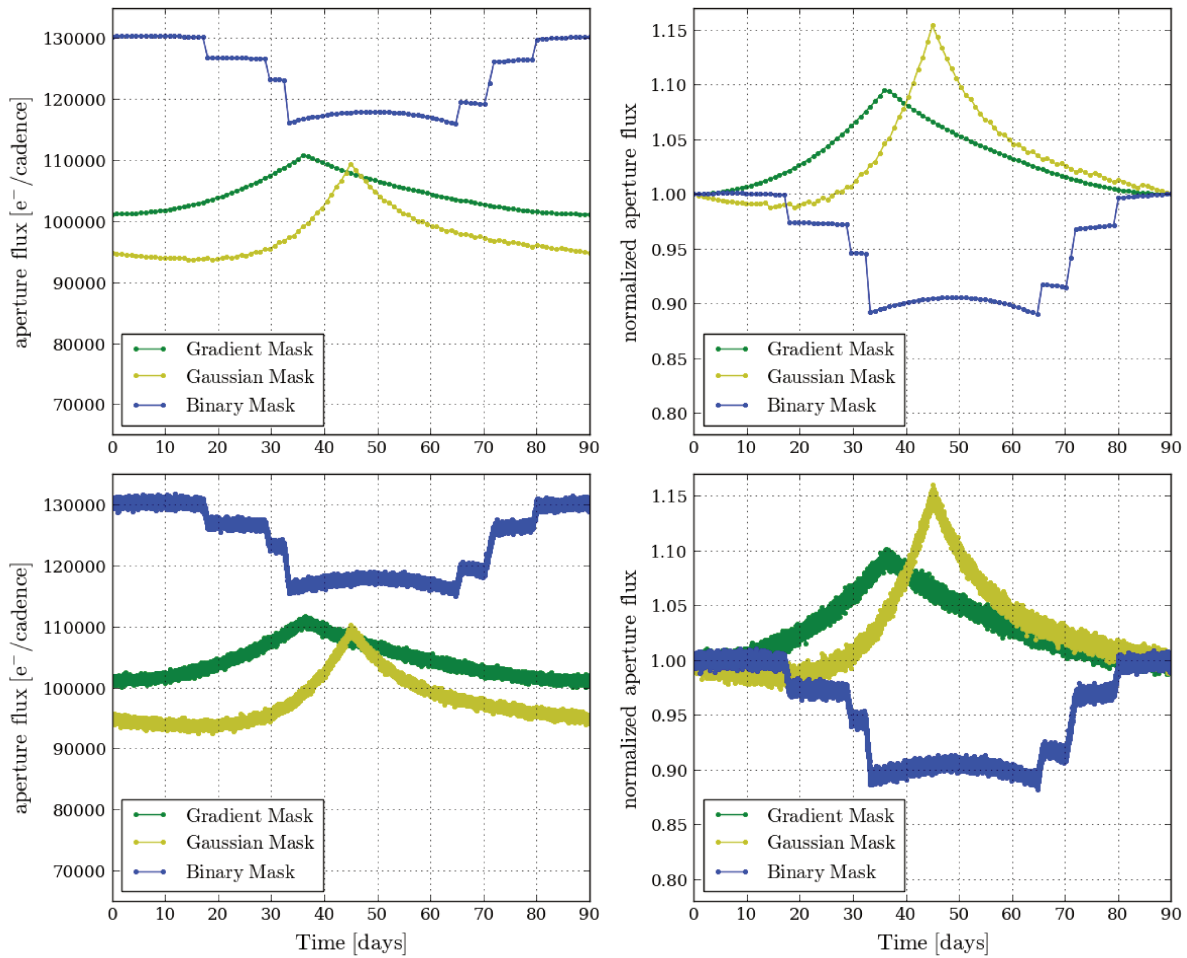 aperture flux [e⁻/cadence]
130000
120000
110000
100000
90000
80000
70000
Gradient Mask
Gaussian Mask
Binary Mask
0 10 20 30 40 50 60 70 80 90
normalized aperture flux
1.15
1.10
1.05
1.00
0.95
0.90
0.85
0.80
Gradient Mask
Gaussian Mask
Binary Mask
0 10 20 30 40 50 60 70 80 90
aperture flux [e⁻/cadence]
130000
120000
110000
100000
90000
80000
70000
Gradient Mask
Gaussian Mask
Binary Mask
0 10 20 30 40 50 60 70 80 90
Time [days]
normalized aperture flux
1.15
1.10
1.05
1.00
0.95
0.90
0.85
0.80
Gradient Mask
Gaussian Mask
Binary Mask
0 10 20 30 40 50 60 70 80 90
Time [days]